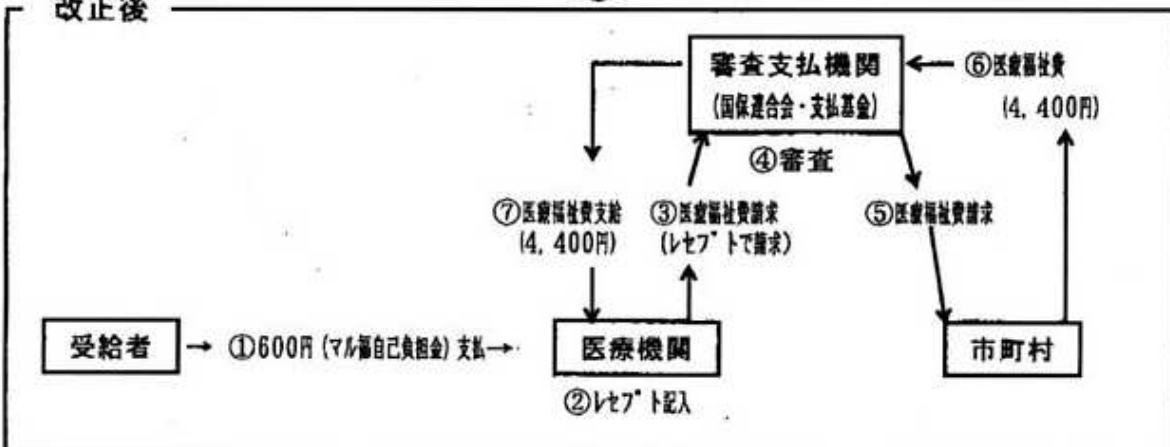 改正後
審査支払機関
(国保連合会・支払基金)
⑥医療福祉費
(4,400円)
④審査
⑦医療福祉費支給
(4,400円)
③医療福祉費請求
(レセプトで請求)
⑤医療福祉費請求
受給者
①600円(マル福自己負担金)支払
医療機関
市町村
②レセプト記入